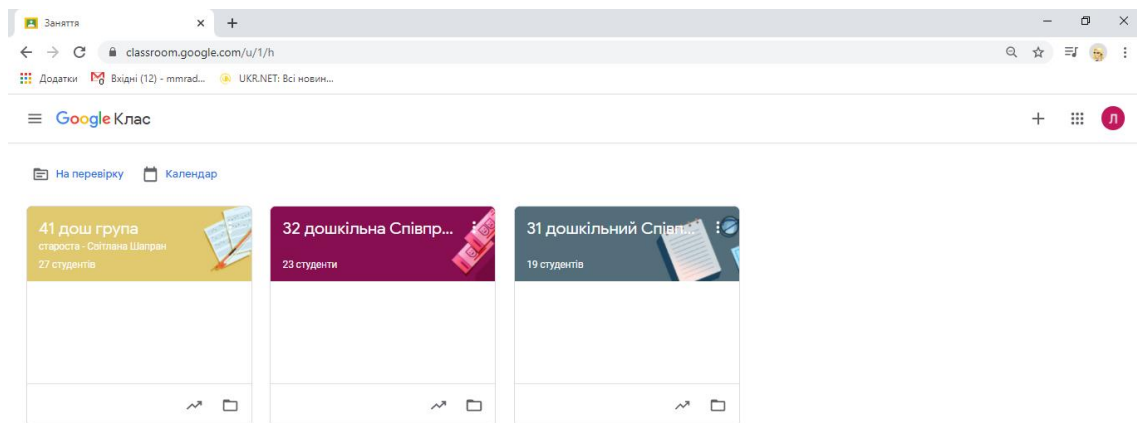 Заняття
classroom.google.com/u/1/h
Додатки
Вхідні (12) - mmrad...
UKR.NET: Всі новин...
Google Клас
Л
На перевірку
Календар
41 дош група
староста - Світлана Шапран
27 студентів
32 дошкільна Співпр...
23 студенти
31 дошкільний Співп...
19 студентів